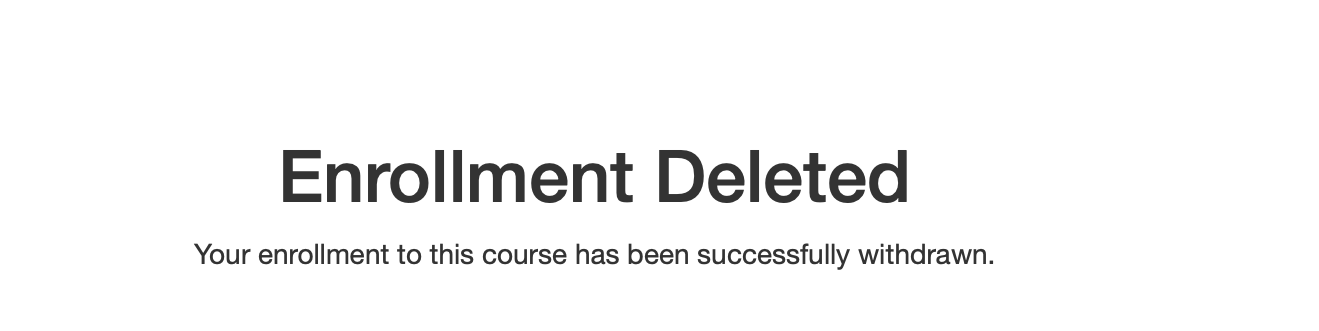 Enrollment Deleted
Your enrollment to this course has been successfully withdrawn.